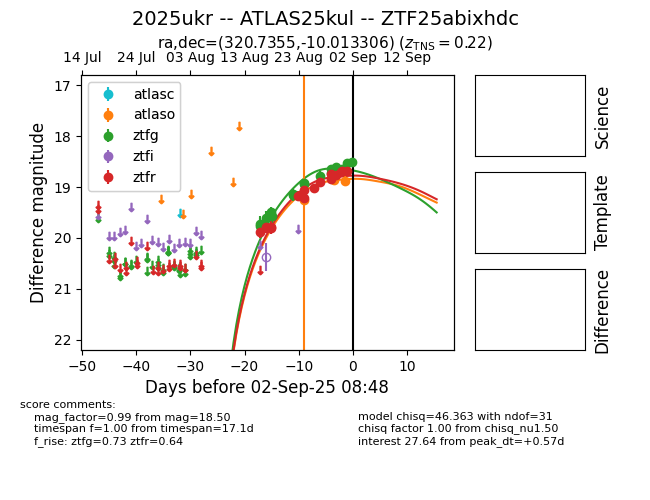 2025ukr -- ATLAS25kul -- ZTF25abixhdc
ra,dec=(320.7355,-10.013306) (z_TNS = 0.22)
14 Jul 24 Jul 03 Aug 13 Aug 23 Aug 02 Sep 12 Sep
17
18
19
20
21
22
Difference magnitude
atlasc
atlaso
ztfg
ztfi
ztfr
−50 −40 −30 −20 −10 0 10
Days before 02-Sep-25 08:48
Science
Template
Difference
score comments:
mag_factor=0.99 from mag=18.50
timespan f=1.00 from timespan=17.1d
f_rise: ztfg=0.73 ztfr=0.64
model chisq=46.363 with ndof=31
chisq factor 1.00 from chisq_nu1.50
interest 27.64 from peak_dt=+0.57d